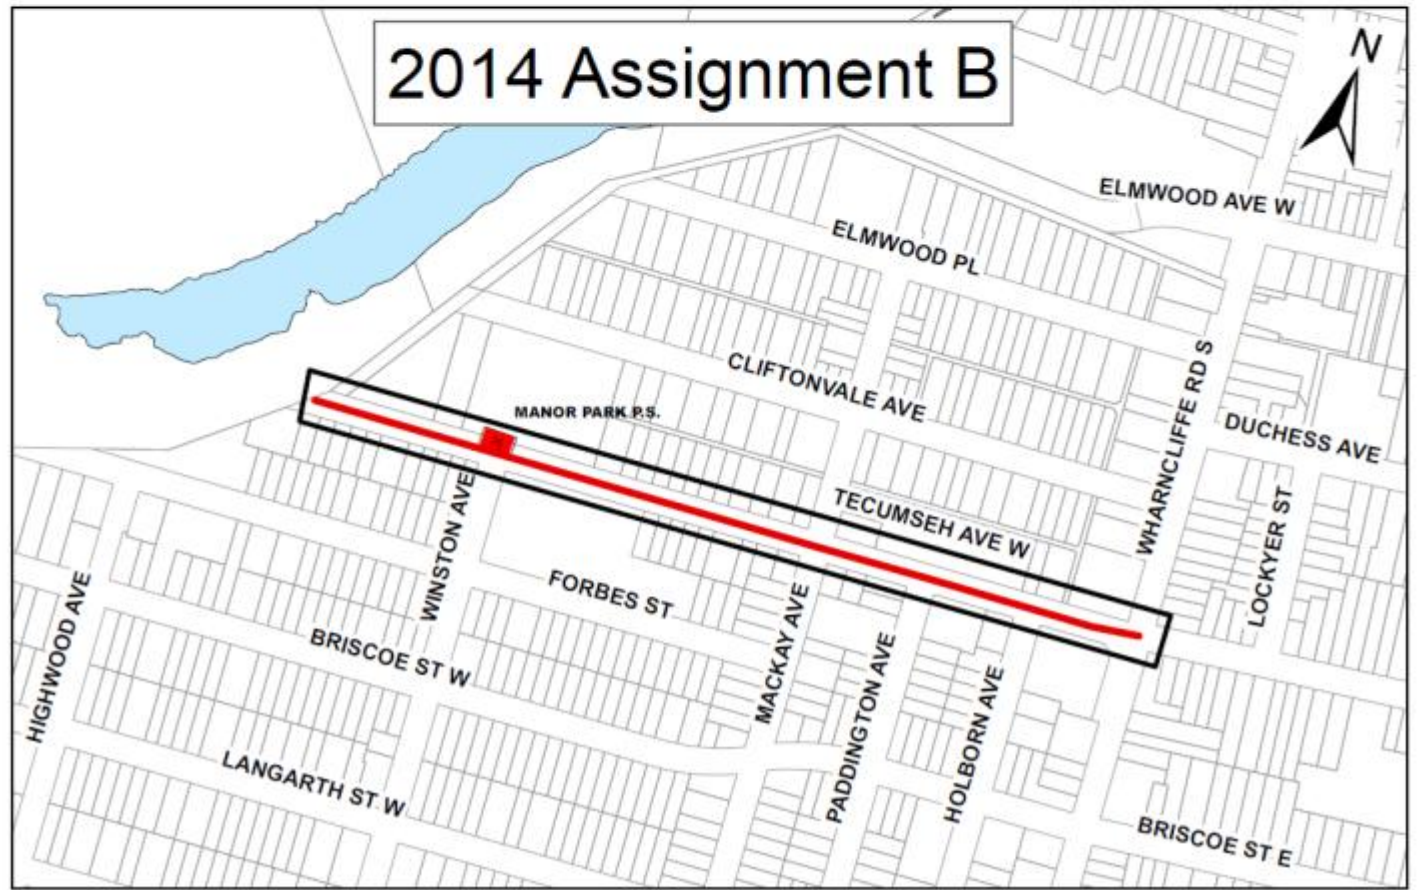 2014 Assignment B
N
ELMWOOD AVE W
ELMWOOD PL
CLIFTONVALE AVE
WHARNCLIFFE RD S
DUCHESS AVE
MANOR PARK P.S.
TECUMSEH AVE W
LOCKYER ST
WINSTON AVE
FORBES ST
HIGHWOOD AVE
BRISCOE ST W
MACKAY AVE
PADDINGTON AVE
HOLBORN AVE
LANGARTH ST W
BRISCOE ST E